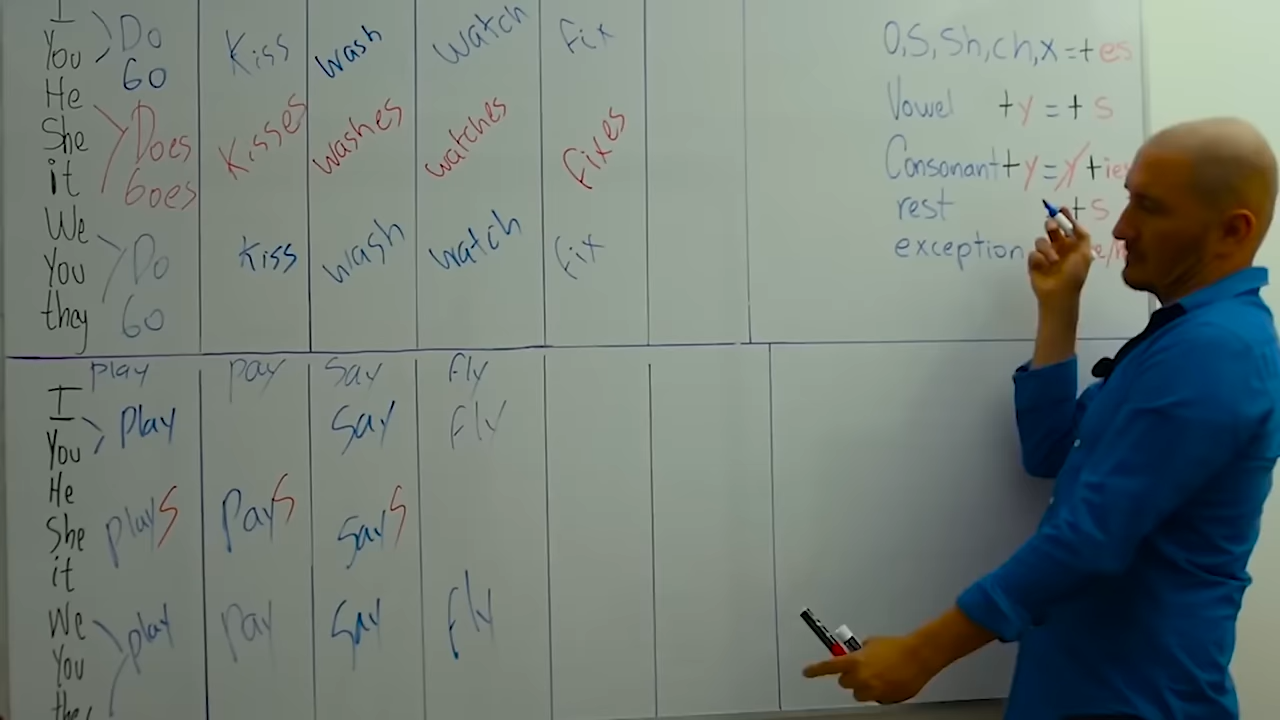 I
You Do Kiss wash watch fix
Go
He
She Does Kisses washes watches fixes
it Goes
We
You Do Kiss wash watch fix
they Go
O, S, Sh, ch, x = + es
Vowel + y = + s
Consonant + y = y + ies
rest + s
exception
play pay Say fly
I
You play Say fly
He
She plays Pays Says
it
We play pay Say fly
You